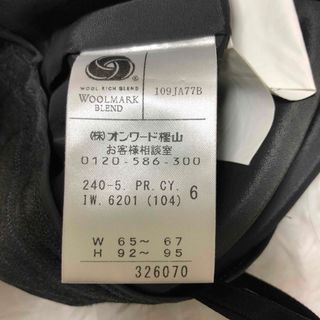 WOOL RICH BLEND
WOOLMARK
BLEND
109JA77B
(株)オンワード樫山
お客様相談室
0120-586-300
240-5. PR. CY. 6
IW. 6201 (104)
W 65～ 67
H 92～ 95
326070